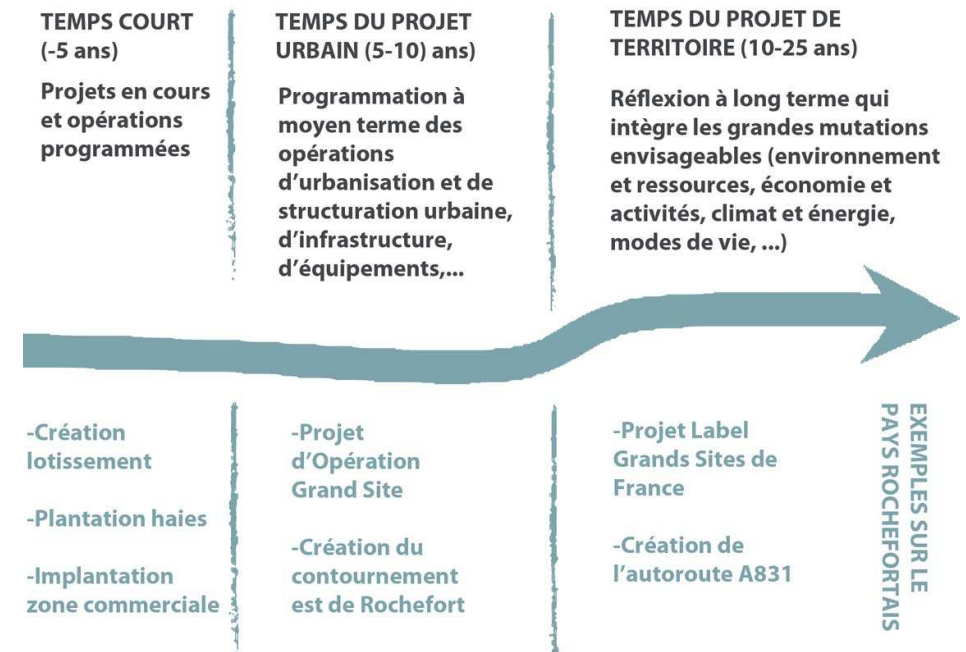 TEMPS COURT
(-5 ans)
Projets en cours
et opérations
programmées
TEMPS DU PROJET
URBAIN (5-10) ans)
Programmation à
moyen terme des
opérations
d'urbanisation et de
structuration urbaine,
d'infrastructure,
d'équipements,...
TEMPS DU PROJET DE
TERRITOIRE (10-25 ans)
Réflexion à long terme qui
intègre les grandes mutations
envisageables (environnement
et ressources, économie et
activités, climat et énergie,
modes de vie, ...)
-Création
lotissement
-Plantation haies
-Implantation
zone commerciale
-Projet
d'Opération
Grand Site
-Création du
contournement
est de Rochefort
-Projet Label
Grands Sites de
France
-Création de
l'autoroute A831
EXEMPLES SUR LE
PAYS ROCHEFORTAIS